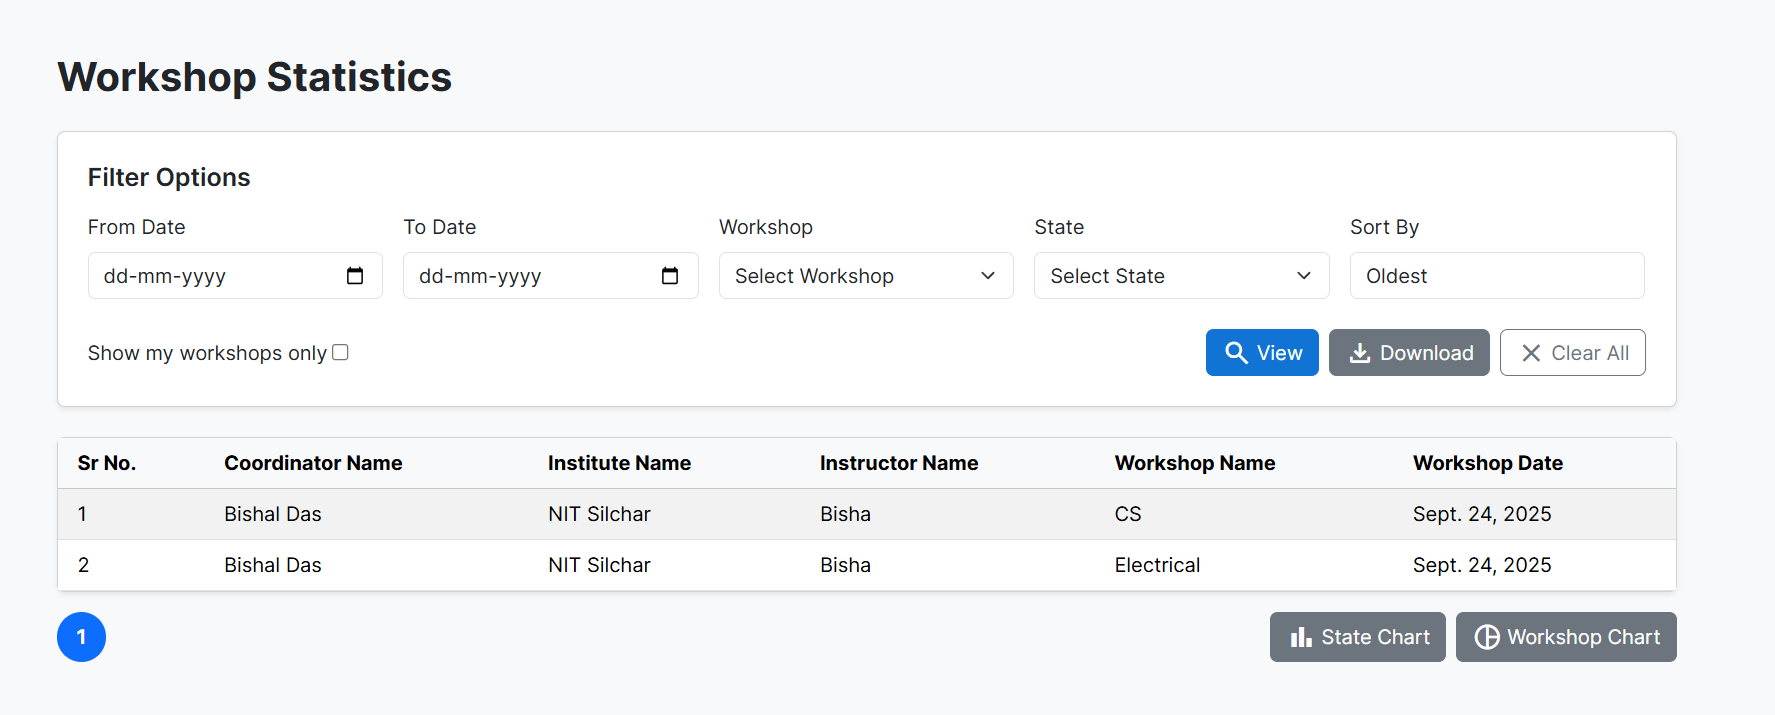 Workshop Statistics
Filter Options
From Date To Date Workshop State Sort By
dd-mm-yyyy dd-mm-yyyy Select Workshop Select State Oldest
Show my workshops only View Download Clear All
Sr No. Coordinator Name Institute Name Instructor Name Workshop Name Workshop Date
1 Bishal Das NIT Silchar Bisha CS Sept. 24, 2025
2 Bishal Das NIT Silchar Bisha Electrical Sept. 24, 2025
1 State Chart Workshop Chart